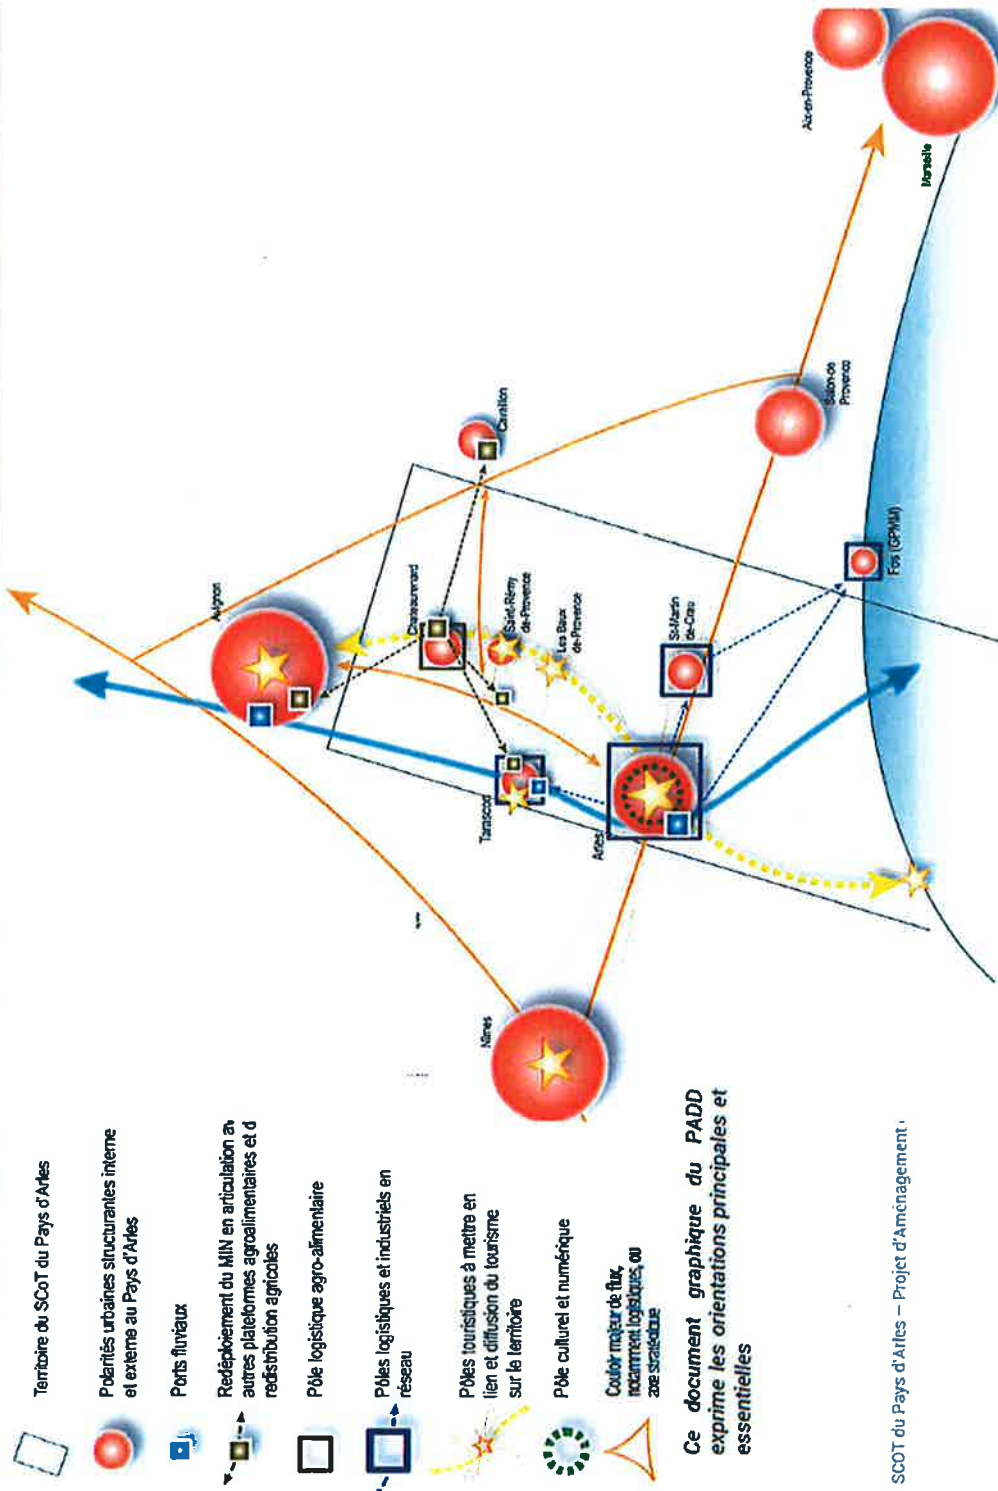 Territoire du SCoT du Pays d'Arles
Polarités urbaines structurantes interne
et externe au Pays d'Arles
Ports fluviaux
Redéploiement du MIN en articulation av
autres plateformes agroalimentaires et d
redistribution agricoles
Pôle logistique agro-alimentaire
Pôles logistiques et industriels en
réseau
Pôles touristiques à mettre en
lien et diffusion du tourisme
sur le territoire
Pôle culturel et numérique
Couloir majeur de flux,
notamment logistiques, ou
zone stratégique
Ce document graphique du PADD
exprime les orientations principales et
essentielles
SCOT du Pays d'Arles – Projet d'Aménagement
Nîmes
Avignon
Tarascon
Arles
Chateaurenard
Cavaillon
Saint-Rémy
de-Provence
Les Baux
de-Provence
St-Martin
de-Crau
Salon-de
Provence
Fos (GPMM)
Aix-en-Provence
Marseille